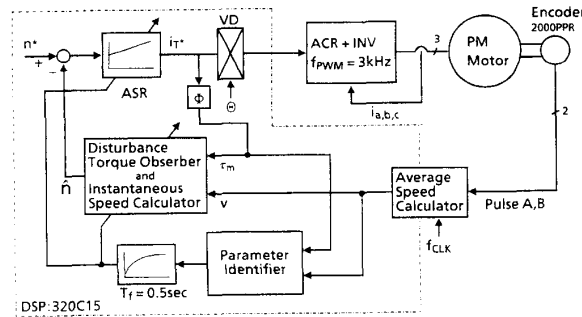 n*
+
−
ASR
iT*
VD
Φ
Θ
ACR + INV
fPWM = 3kHz
ia,b,c
3
PM
Motor
Encoder
2000PPR
2
Disturbance
Torque Obserber
and
Instantaneous
Speed Calculator
n̂
τm
v
Average
Speed
Calculator
Pulse A,B
fCLK
Parameter
Identifier
Tf = 0.5sec
DSP:320C15